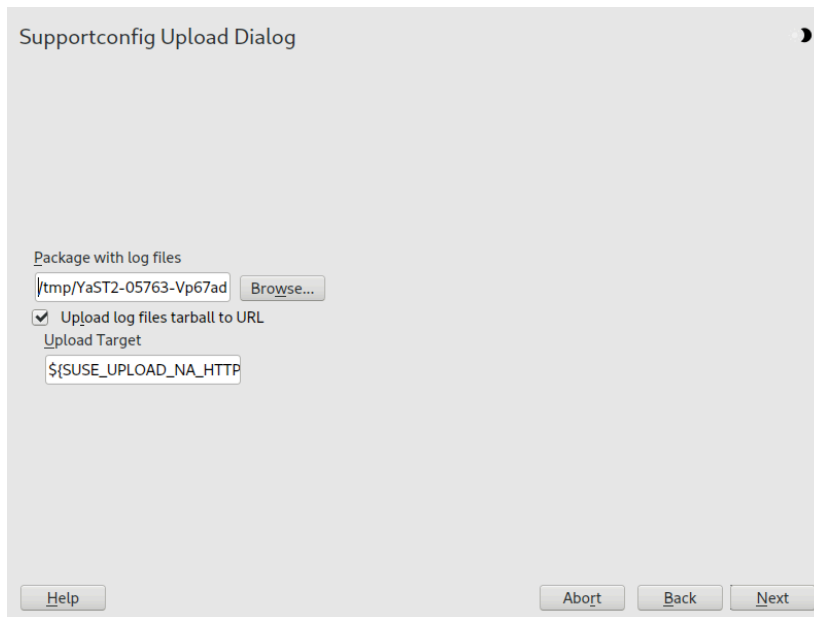 Supportconfig Upload Dialog
Package with log files
/tmp/YaST2-05763-Vp67ad
Browse...
Upload log files tarball to URL
Upload Target
${SUSE_UPLOAD_NA_HTTP
Help
Abort
Back
Next